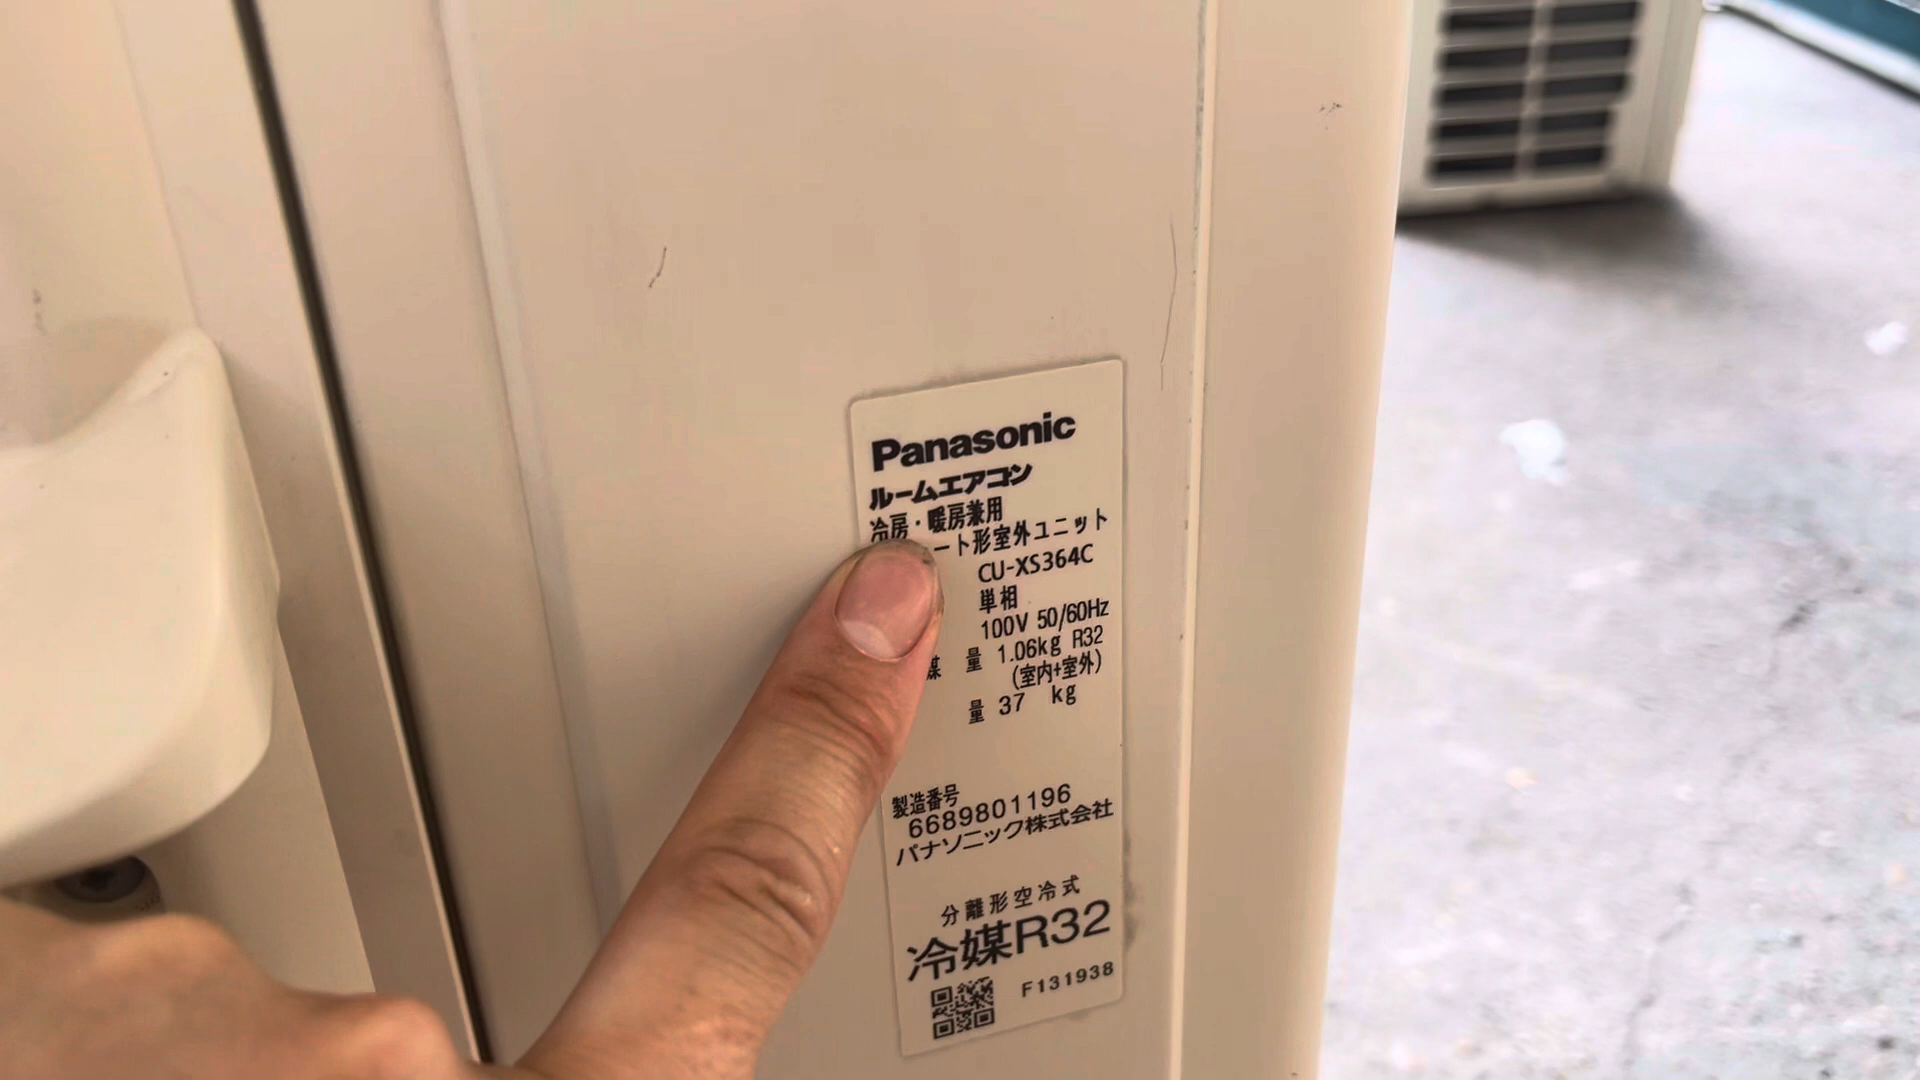 Panasonic
ルームエアコン
冷房・暖房兼用
ート形室外ユニット
CU-XS364C
単相
100V 50/60Hz
媒 量 1.06kg R32
(室内+室外)
量 37 kg
製造番号
6689801196
パナソニック株式会社
分離形空冷式
冷媒R32
F131938